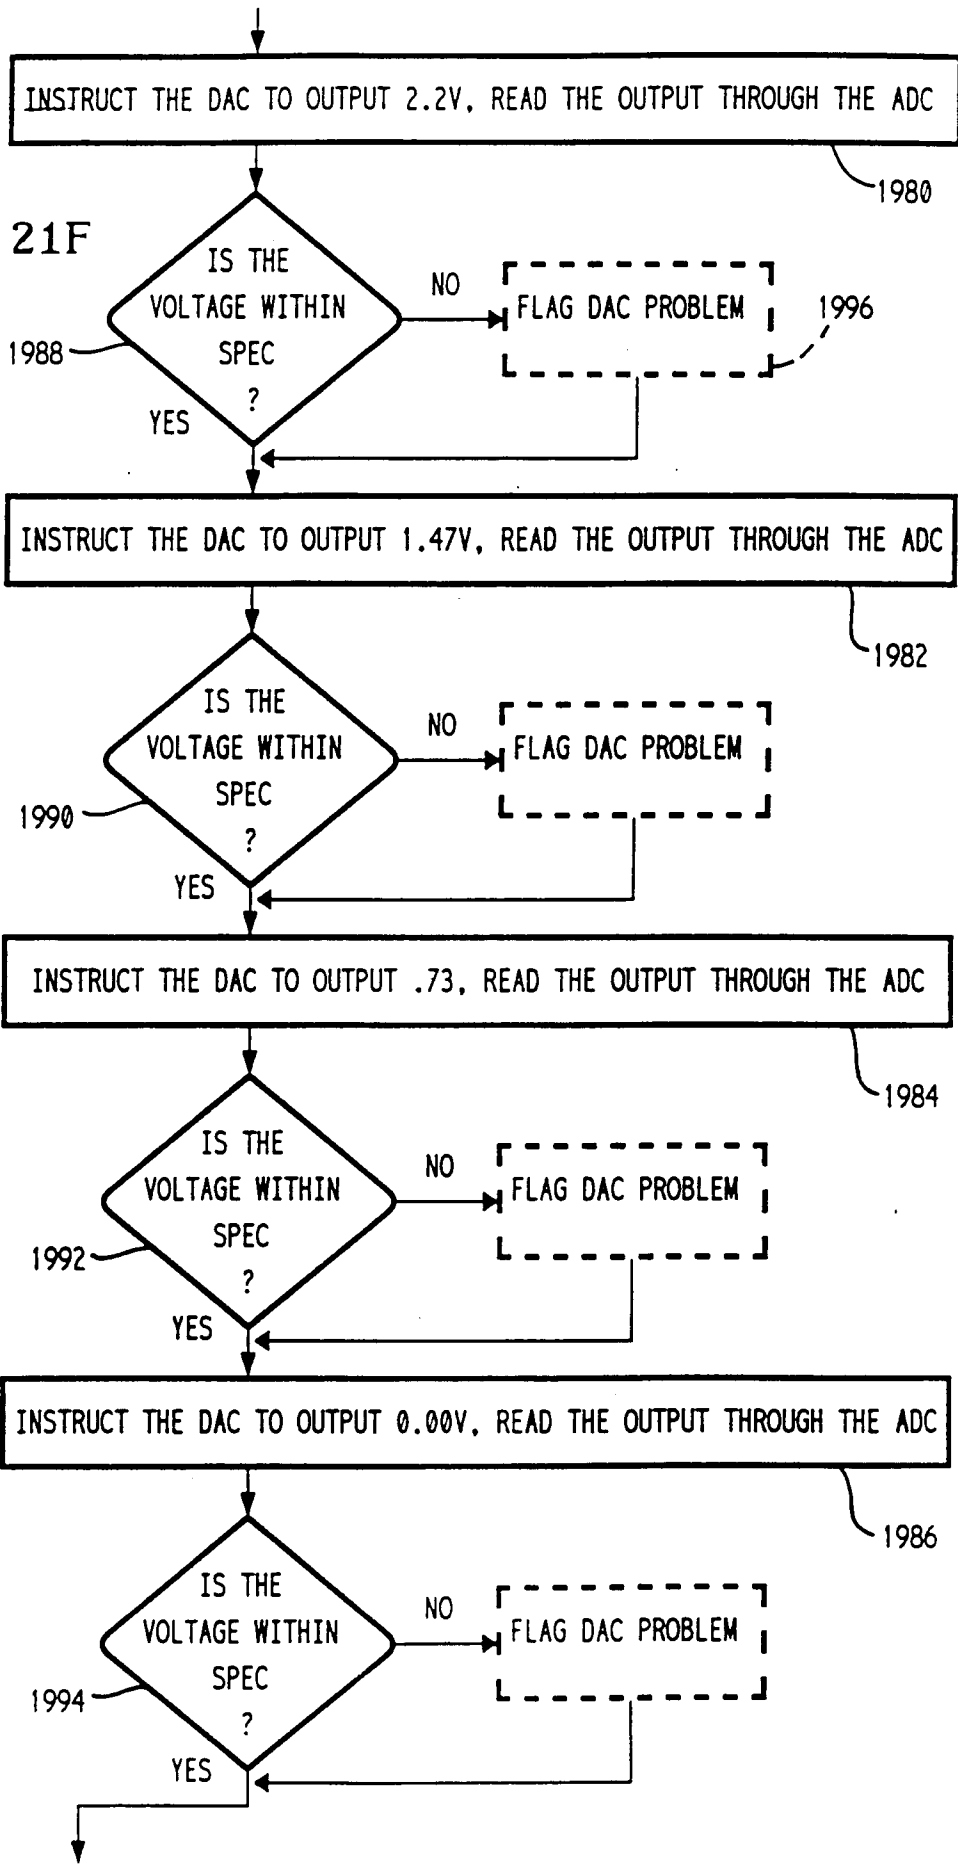 INSTRUCT THE DAC TO OUTPUT 2.2V, READ THE OUTPUT THROUGH THE ADC
1980
21F
IS THE
VOLTAGE WITHIN
SPEC
?
1988
NO
FLAG DAC PROBLEM
1996
YES
INSTRUCT THE DAC TO OUTPUT 1.47V, READ THE OUTPUT THROUGH THE ADC
1982
IS THE
VOLTAGE WITHIN
SPEC
?
1990
NO
FLAG DAC PROBLEM
YES
INSTRUCT THE DAC TO OUTPUT .73, READ THE OUTPUT THROUGH THE ADC
1984
IS THE
VOLTAGE WITHIN
SPEC
?
1992
NO
FLAG DAC PROBLEM
YES
INSTRUCT THE DAC TO OUTPUT 0.00V, READ THE OUTPUT THROUGH THE ADC
1986
IS THE
VOLTAGE WITHIN
SPEC
?
1994
NO
FLAG DAC PROBLEM
YES